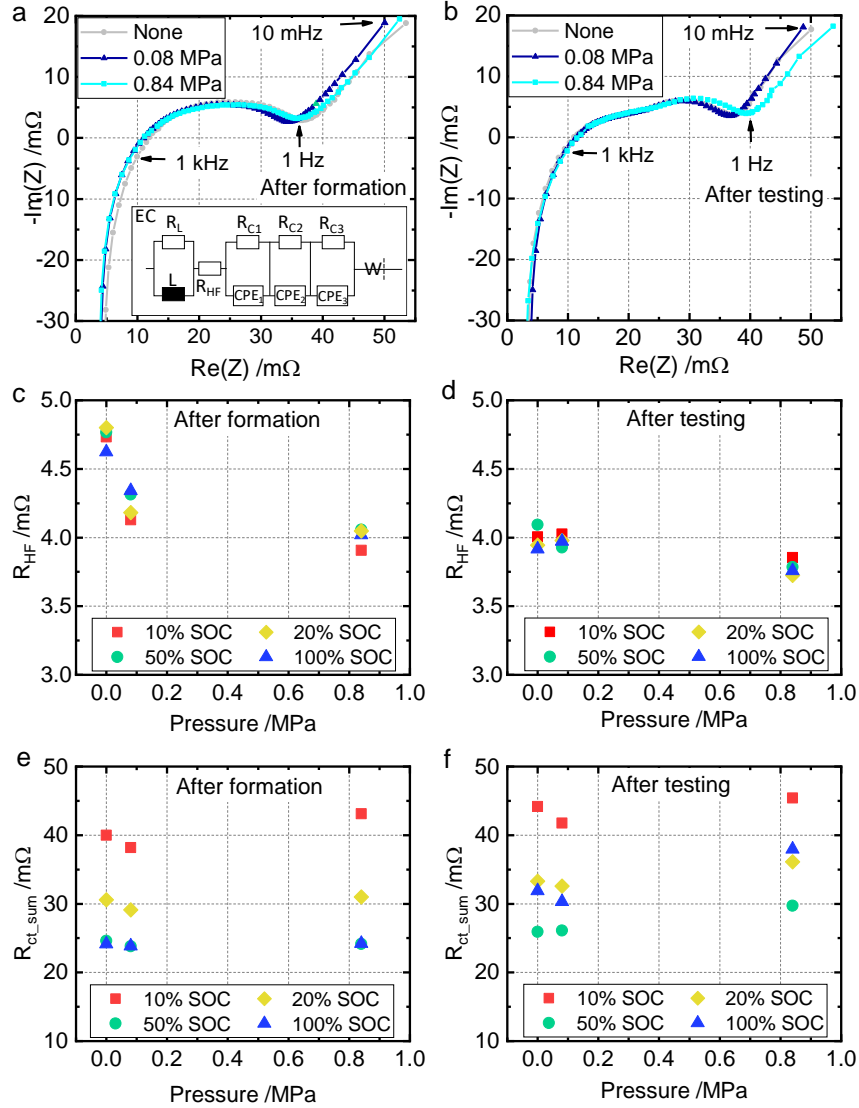 a
None
0.08 MPa
0.84 MPa
10 mHz
1 kHz
1 Hz
After formation
EC
R_L
L
R_HF
R_C1
R_C2
R_C3
CPE_1
CPE_2
CPE_3
W
20
10
0
-10
-20
-30
-Im(Z) /mΩ
0 10 20 30 40 50
Re(Z) /mΩ
b
None
0.08 MPa
0.84 MPa
10 mHz
1 kHz
1 Hz
After testing
20
10
0
-10
-20
-30
-Im(Z) /mΩ
0 10 20 30 40 50
Re(Z) /mΩ
c
After formation
5.0
4.5
4.0
3.5
3.0
R_HF /mΩ
10% SOC 20% SOC
50% SOC 100% SOC
0.0 0.2 0.4 0.6 0.8 1.0
Pressure /MPa
d
After testing
5.0
4.5
4.0
3.5
3.0
R_HF /mΩ
10% SOC 20% SOC
50% SOC 100% SOC
0.0 0.2 0.4 0.6 0.8 1.0
Pressure /MPa
e
After formation
50
40
30
20
10
R_ct_sum /mΩ
10% SOC 20% SOC
50% SOC 100% SOC
0.0 0.2 0.4 0.6 0.8 1.0
Pressure /MPa
f
After testing
50
40
30
20
10
R_ct_sum /mΩ
10% SOC 20% SOC
50% SOC 100% SOC
0.0 0.2 0.4 0.6 0.8 1.0
Pressure /MPa